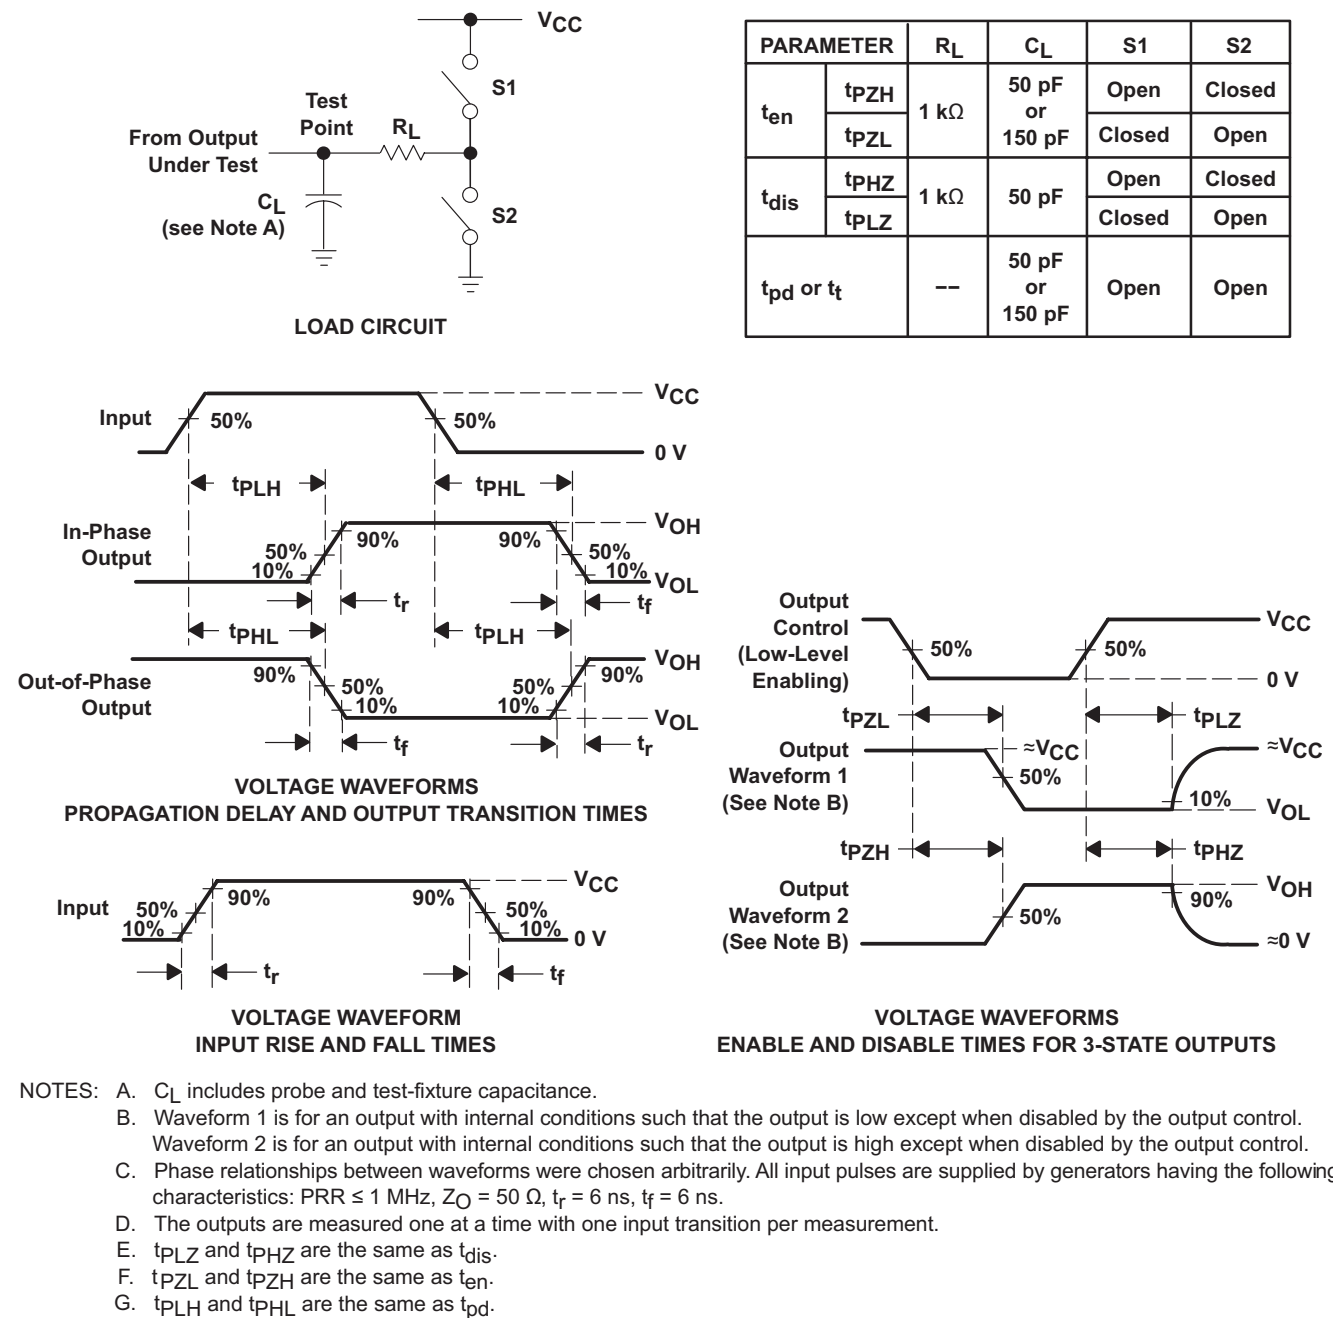 VCC
S1
Test
Point
RL
From Output
Under Test
CL
(see Note A)
S2
LOAD CIRCUIT
PARAMETER RL CL S1 S2
ten tPZH 1 kΩ 50 pF or 150 pF Open Closed
tPZL Closed Open
tdis tPHZ 1 kΩ 50 pF Open Closed
tPLZ Closed Open
tpd or tt −− 50 pF or 150 pF Open Open
Input 50% 50% VCC
0 V
tPLH tPHL
In-Phase
Output
50%
10%
90% 90%
50%
10%
VOH
VOL
tr tf
tPHL tPLH
Out-of-Phase
Output
90%
50%
10%
50%
10%
90%
VOH
VOL
tf tr
VOLTAGE WAVEFORMS
PROPAGATION DELAY AND OUTPUT TRANSITION TIMES
Input
50%
10%
90% 90%
50%
10%
VCC
0 V
tr tf
VOLTAGE WAVEFORM
INPUT RISE AND FALL TIMES
Output
Control
(Low-Level
Enabling)
50% 50%
VCC
0 V
tPZL tPLZ
Output
Waveform 1
(See Note B)
≈VCC
50%
≈VCC
10%
VOL
tPZH tPHZ
Output
Waveform 2
(See Note B)
50%
90%
VOH
≈0 V
VOLTAGE WAVEFORMS
ENABLE AND DISABLE TIMES FOR 3-STATE OUTPUTS
NOTES: A. CL includes probe and test-fixture capacitance.
B. Waveform 1 is for an output with internal conditions such that the output is low except when disabled by the output control.
Waveform 2 is for an output with internal conditions such that the output is high except when disabled by the output control.
C. Phase relationships between waveforms were chosen arbitrarily. All input pulses are supplied by generators having the following
characteristics: PRR ≤ 1 MHz, ZO = 50 Ω, tr = 6 ns, tf = 6 ns.
D. The outputs are measured one at a time with one input transition per measurement.
E. tPLZ and tPHZ are the same as tdis.
F. tPZL and tPZH are the same as ten.
G. tPLH and tPHL are the same as tpd.